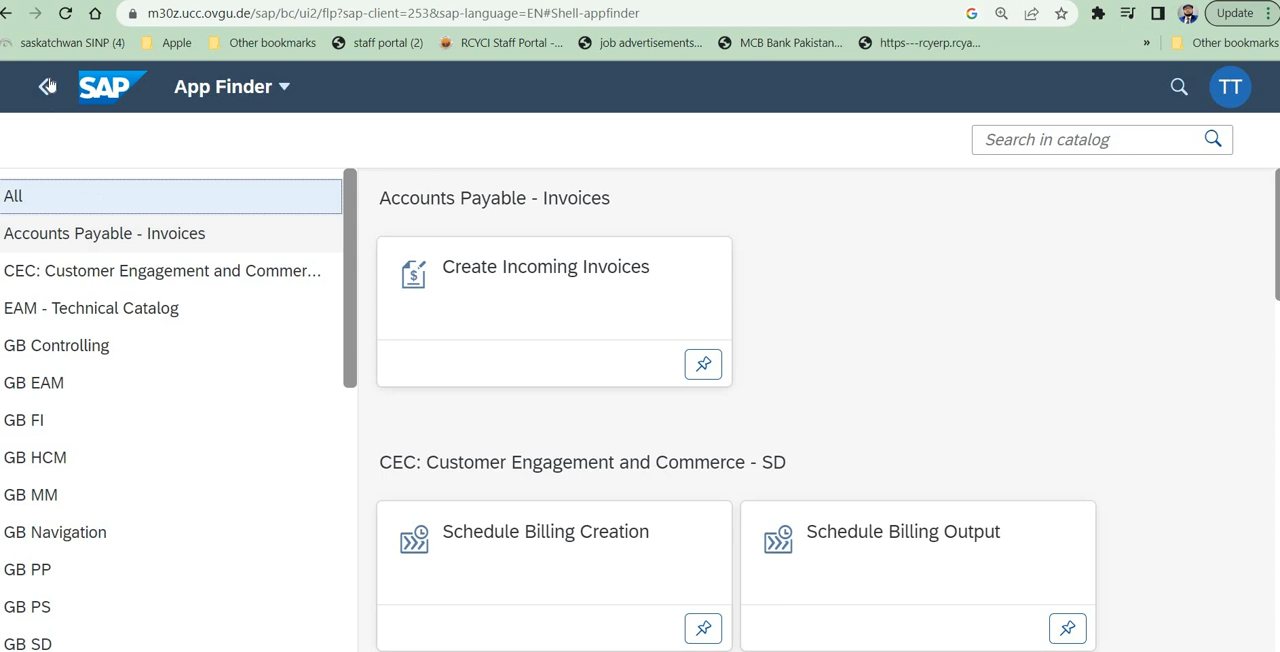 m30z.ucc.ovgu.de/sap/bc/ui2/flp?sap-client=253&sap-language=EN#Shell-appfinder
Update
saskatchwan SINP (4)
Apple
Other bookmarks
staff portal (2)
RCYCI Staff Portal -...
job advertisements...
MCB Bank Pakistan...
https---rcyerp.rcya...
»
Other bookmarks
SAP
App Finder
TT
Search in catalog
All
Accounts Payable - Invoices
CEC: Customer Engagement and Commer...
EAM - Technical Catalog
GB Controlling
GB EAM
GB FI
GB HCM
GB MM
GB Navigation
GB PP
GB PS
GB SD
Accounts Payable - Invoices
Create Incoming Invoices
CEC: Customer Engagement and Commerce - SD
Schedule Billing Creation
Schedule Billing Output